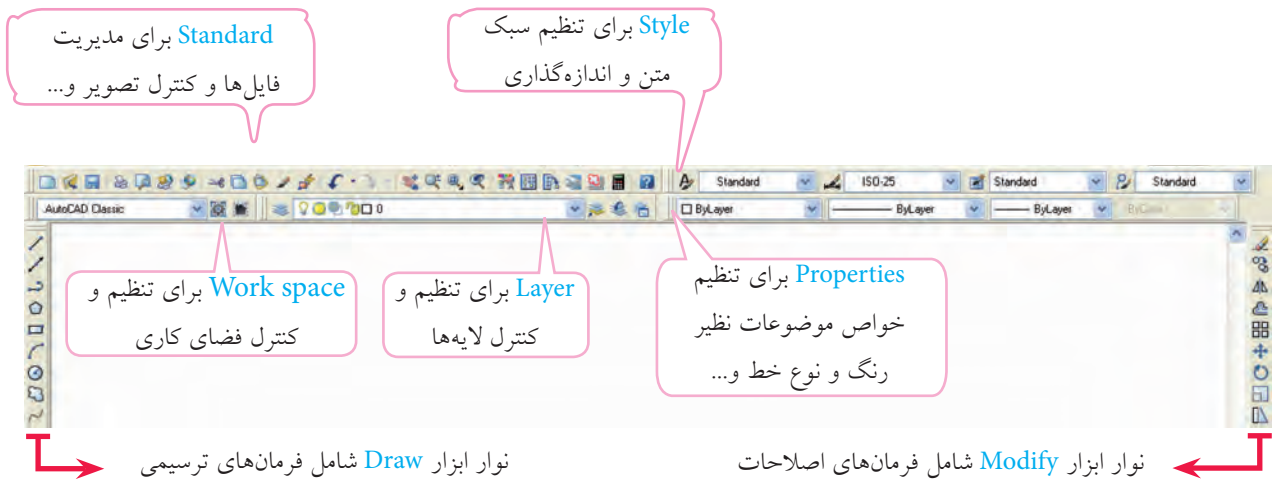 Standard برای مدیریت
فایل‌ها و کنترل تصویر و...
Style برای تنظیم سبک
متن و اندازه‌گذاری
Standard
ISO-25
Standard
Standard
AutoCAD Classic
0
ByLayer
ByLayer
ByLayer
ByColor
Work space برای تنظیم و
کنترل فضای کاری
Layer برای تنظیم و
کنترل لایه‌ها
Properties برای تنظیم
خواص موضوعات نظیر
رنگ و نوع خط و...
نوار ابزار Modify شامل فرمان‌های اصلاحات
نوار ابزار Draw شامل فرمان‌های ترسیمی